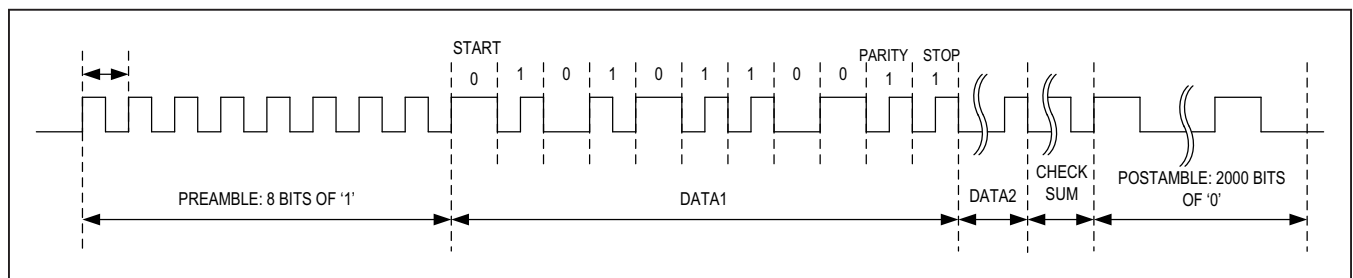 START PARITY STOP
0 1 0 1 0 1 1 0 0 1 1
PREAMBLE: 8 BITS OF ‘1’
DATA1
DATA2
CHECK
SUM
POSTAMBLE: 2000 BITS
OF ‘0’